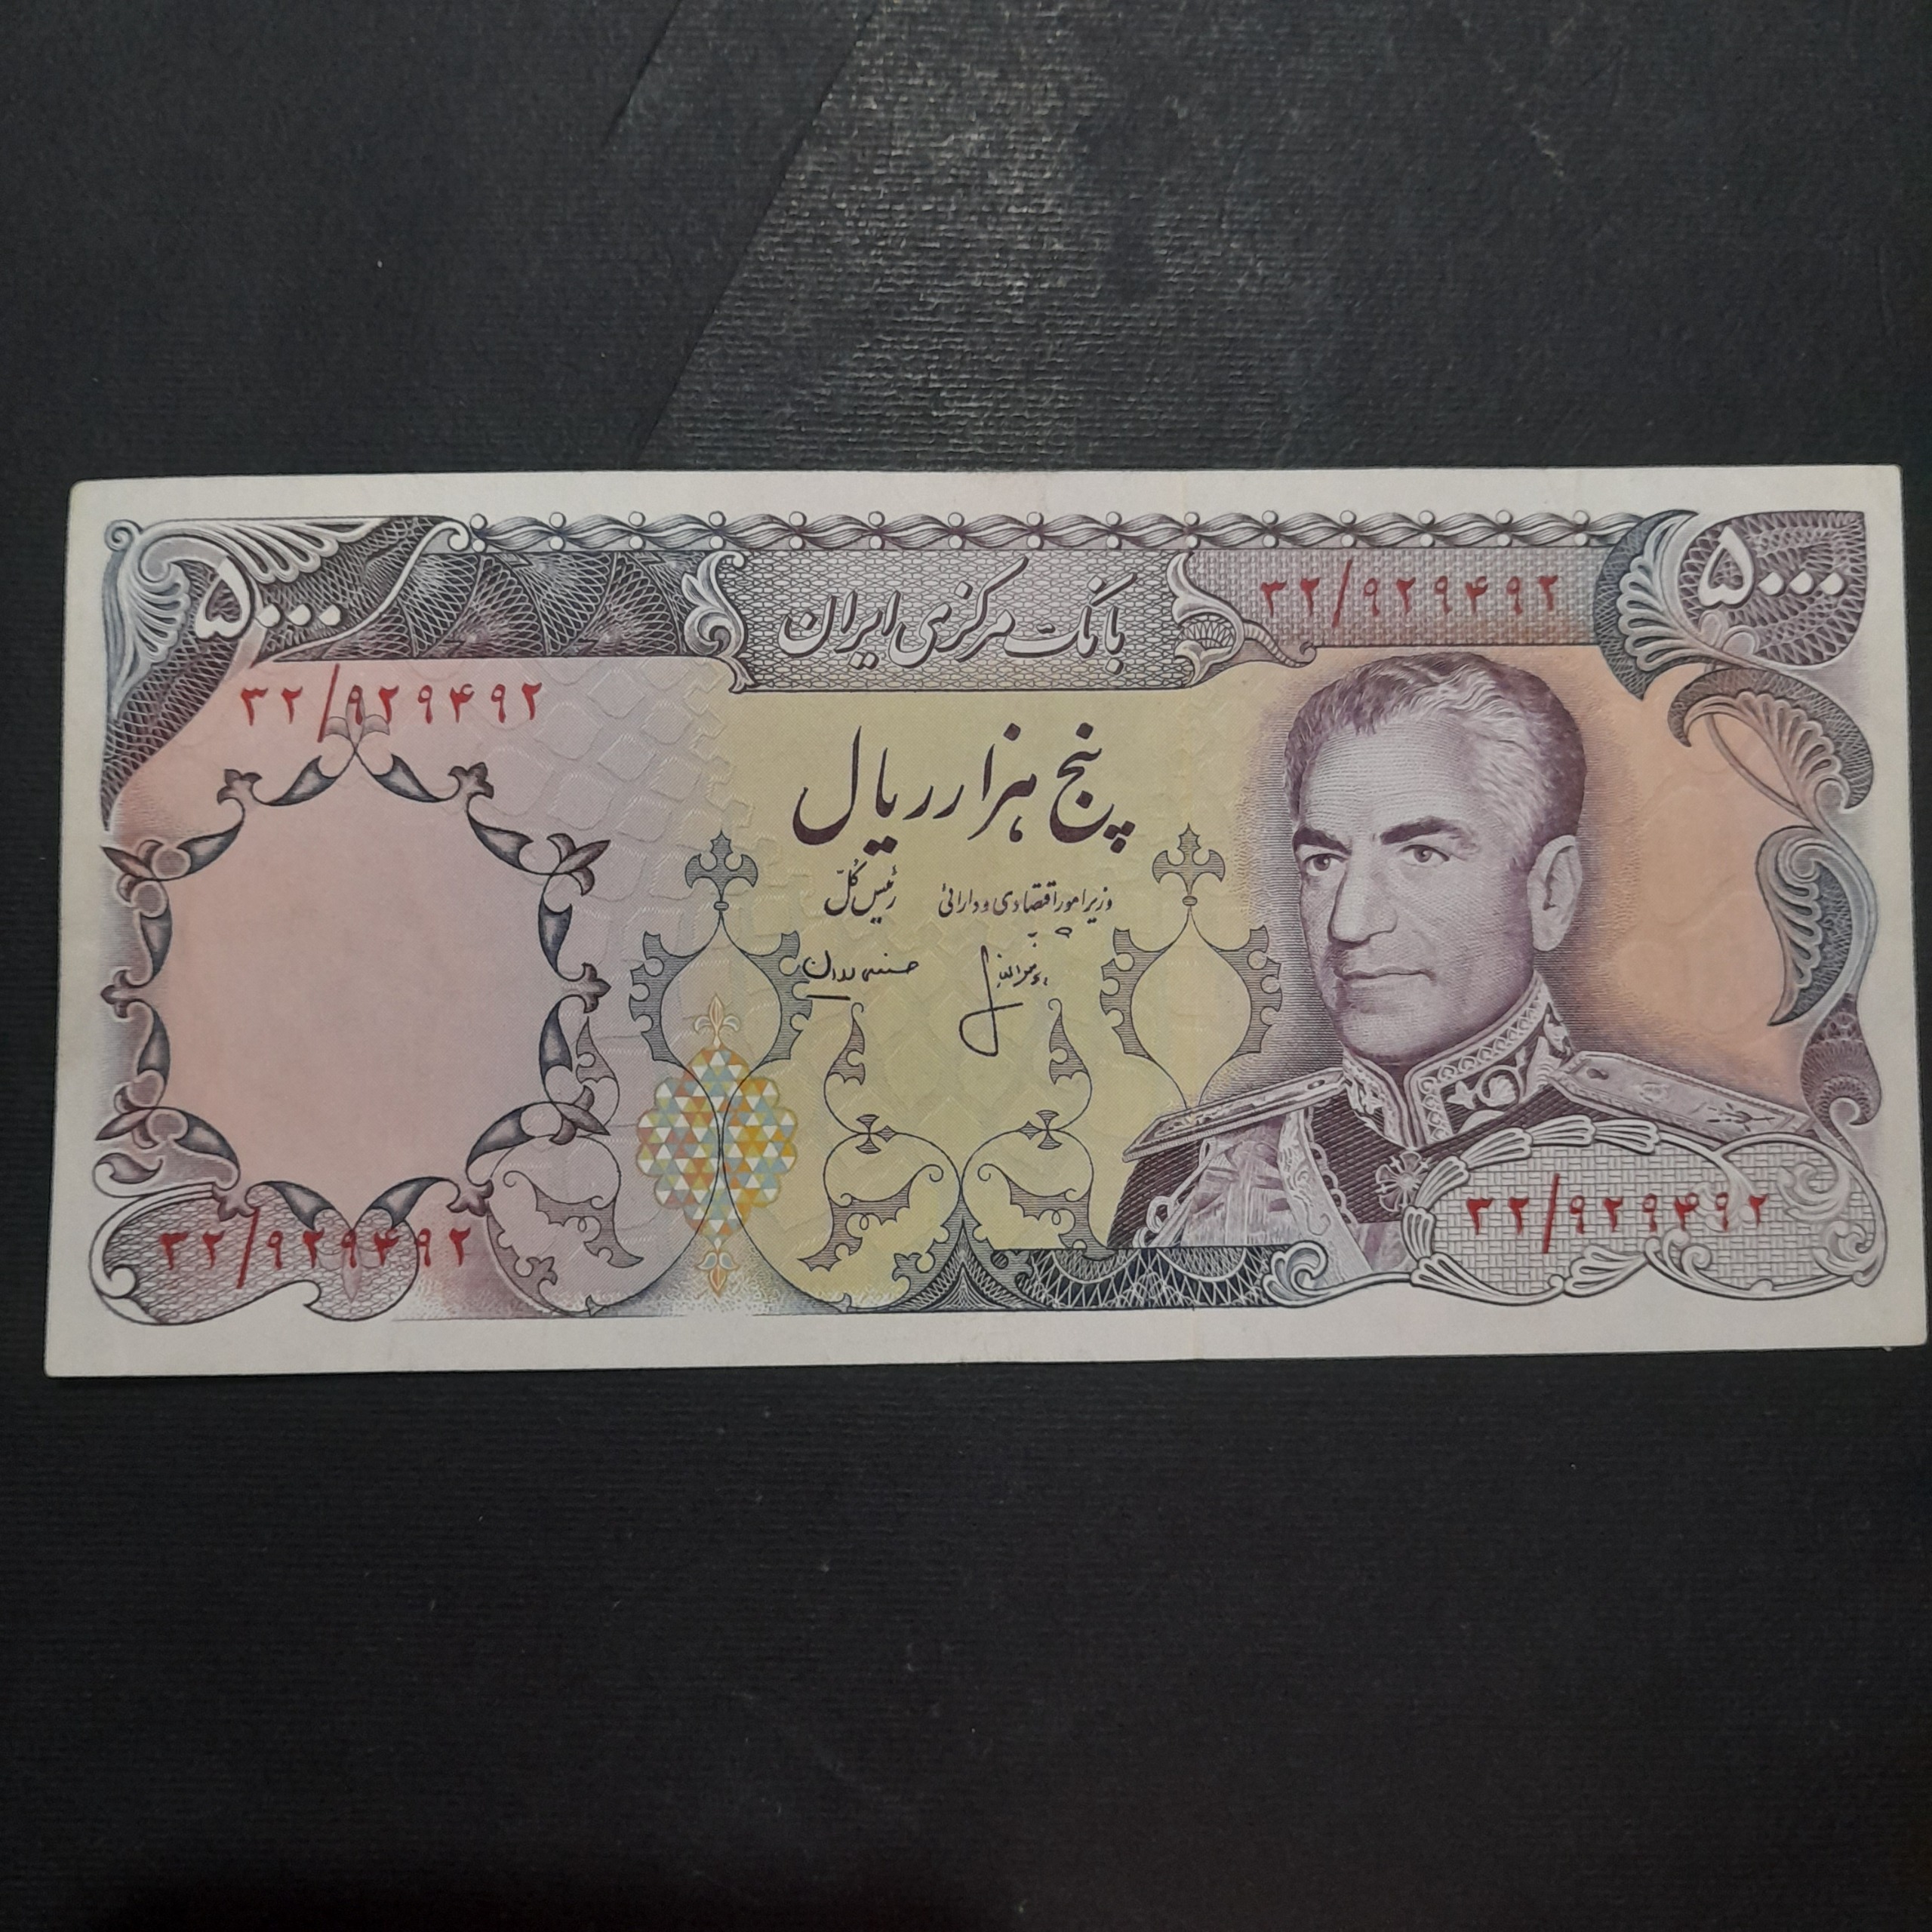 ۵۰۰۰
بانک مرکزی ایران
۳۲/۹۲۹۴۹۲
۵۰۰۰
۳۲/۹۲۹۴۹۲
پنج هزار ریال
وزیر امور اقتصادی و دارائی
رئیس کلّ
۳۲/۹۲۹۴۹۲
۳۲/۹۲۹۴۹۲